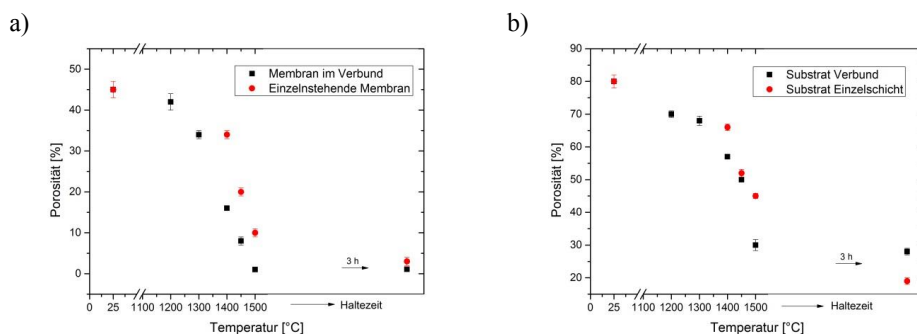 a)
Membran im Verbund
Einzelnstehende Membran
Porosität [%]
50
40
30
20
10
0
3 h
0 25 1100 1200 1300 1400 1500
Haltezeit
Temperatur [°C]
b)
Substrat Verbund
Substrat Einzelschicht
Porosität [%]
90
80
70
60
50
40
30
20
3 h
0 25 1100 1200 1300 1400 1500
Haltezeit
Temperatur [°C]